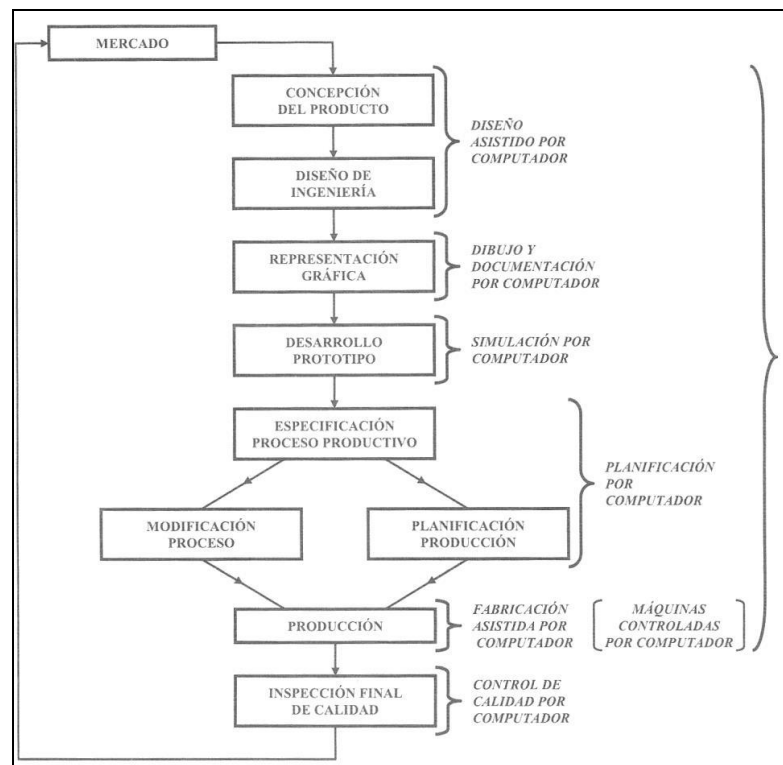 MERCADO
CONCEPCIÓN
DEL PRODUCTO
DISEÑO
ASISTIDO POR
COMPUTADOR
DISEÑO DE
INGENIERÍA
REPRESENTACIÓN
GRÁFICA
DIBUJO Y
DOCUMENTACIÓN
POR COMPUTADOR
DESARROLLO
PROTOTIPO
SIMULACIÓN POR
COMPUTADOR
ESPECIFICACIÓN
PROCESO PRODUCTIVO
PLANIFICACIÓN
POR
COMPUTADOR
MODIFICACIÓN
PROCESO
PLANIFICACIÓN
PRODUCCIÓN
PRODUCCIÓN
FABRICACIÓN
ASISTIDA POR
COMPUTADOR
MÁQUINAS
CONTROLADAS
POR COMPUTADOR
INSPECCIÓN FINAL
DE CALIDAD
CONTROL DE
CALIDAD POR
COMPUTADOR